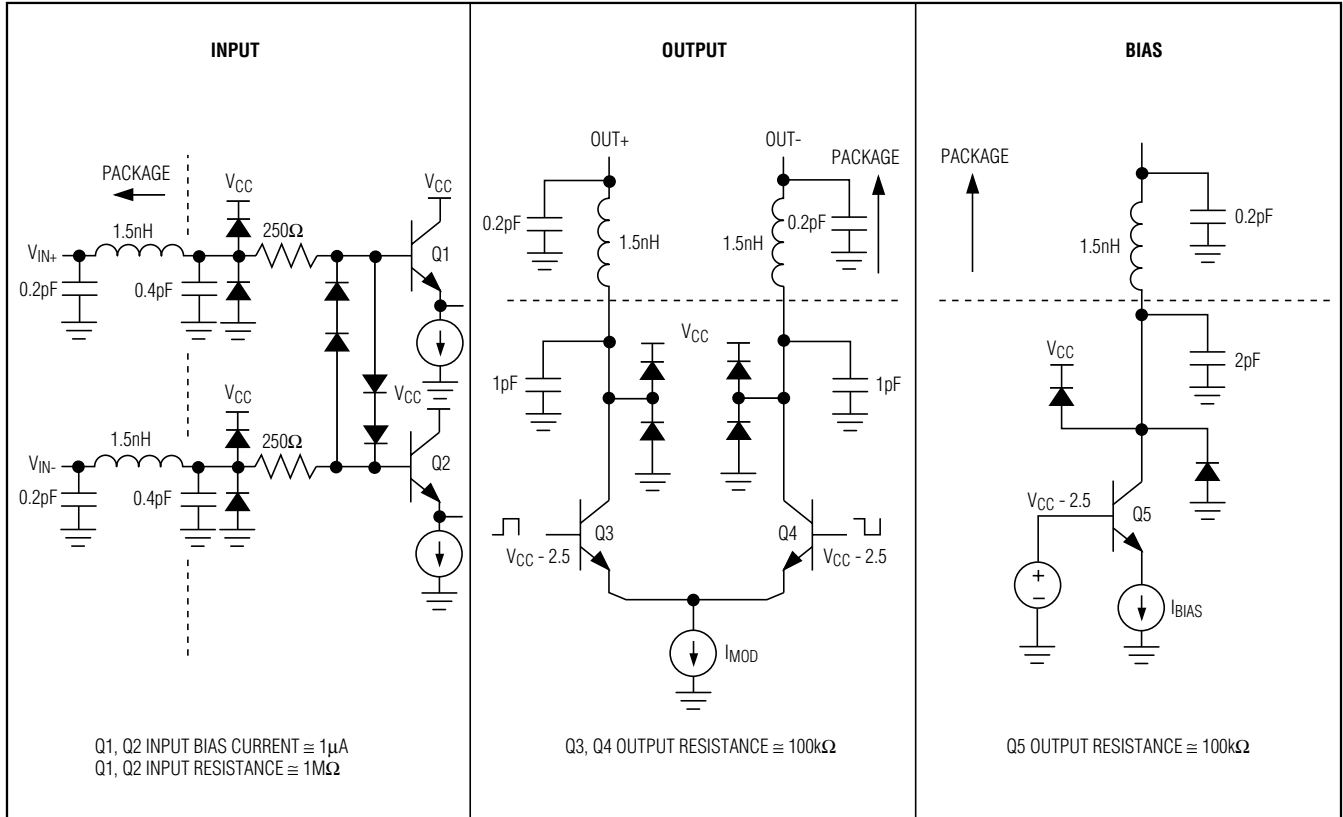 INPUT
PACKAGE
VCC
VCC
1.5nH
250Ω
VIN+
Q1
0.2pF
0.4pF
VCC
VCC
1.5nH
250Ω
VIN-
Q2
0.2pF
0.4pF
Q1, Q2 INPUT BIAS CURRENT ≅ 1µA
Q1, Q2 INPUT RESISTANCE ≅ 1MΩ
OUTPUT
OUT+
OUT-
PACKAGE
0.2pF
0.2pF
1.5nH
1.5nH
VCC
1pF
1pF
Q3
Q4
VCC - 2.5
VCC - 2.5
IMOD
Q3, Q4 OUTPUT RESISTANCE ≅ 100kΩ
BIAS
PACKAGE
0.2pF
1.5nH
VCC
2pF
VCC - 2.5
Q5
+
−
IBIAS
Q5 OUTPUT RESISTANCE ≅ 100kΩ